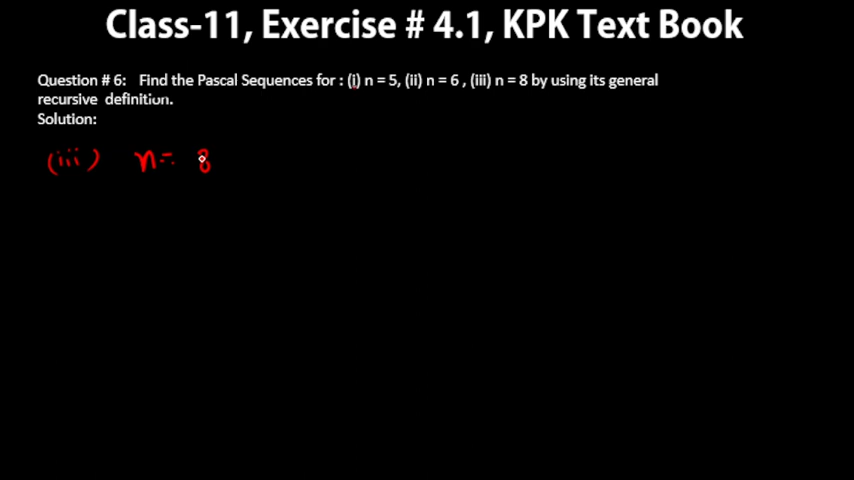 Class-11, Exercise # 4.1, KPK Text Book
Question # 6: Find the Pascal Sequences for : (i) n = 5, (ii) n = 6 , (iii) n = 8 by using its general
recursive definition.
Solution:
(iii) n = 8